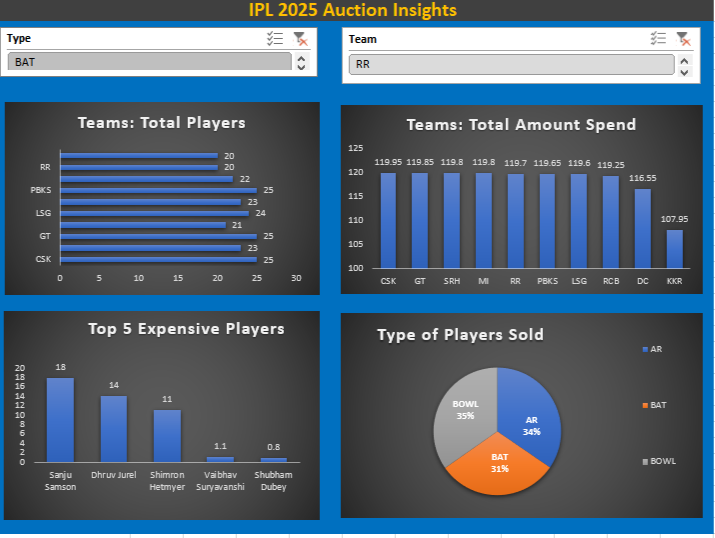 IPL 2025 Auction Insights
Type
BAT
Team
RR
Teams: Total Players
20
RR 20
22
PBKS 25
23
LSG 24
21
GT 25
23
CSK 25
0 5 10 15 20 25 30
Teams: Total Amount Spend
125
120
115
110
105
100
119.95 119.85 119.8 119.8 119.7 119.65 119.6 119.25 116.55 107.95
CSK GT SRH MI RR PBKS LSG RCB DC KKR
Top 5 Expensive Players
20
18
16
14
12
10
8
6
4
2
0
18 14 11 1.1 0.8
Sanju Samson
Dhruv Jurel
Shimron Hetmyer
Vaibhav Suryavanshi
Shubham Dubey
Type of Players Sold
AR
34%
BAT
31%
BOWL
35%
AR
BAT
BOWL